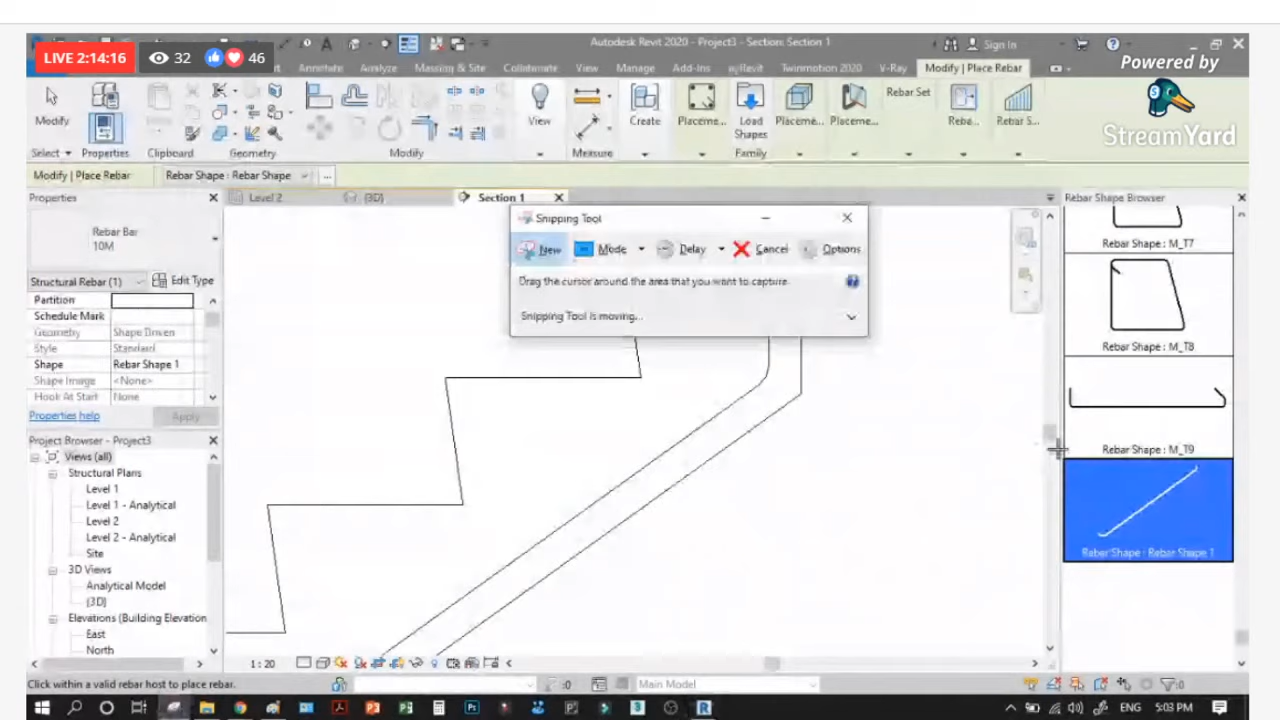 LIVE 2:14:16 32 46
Autodesk Revit 2020 - Project3 - Section: Section 1
Sign In
Powered by
StreamYard
Annotate Analyze Massing & Site Collaborate View Manage Add-Ins Twinmotion 2020 V-Ray Modify | Place Rebar
Modify
View
Create
Placeme...
Load Shapes
Placeme... Placeme...
Rebar Set
Reba... Rebar S...
Select Properties Clipboard Geometry Modify Measure Family
Modify | Place Rebar Rebar Shape : Rebar Shape ...
Properties
Level 2 {3D} Section 1
Rebar Shape Browser
Rebar Bar
10M
Structural Rebar (1) Edit Type
Partition
Schedule Mark
Geometry Shape Driven
Style Standard
Shape Rebar Shape 1
Shape Image <None>
Hook At Start None
Properties help Apply
Project Browser - Project3
Views (all)
Structural Plans
Level 1
Level 1 - Analytical
Level 2
Level 2 - Analytical
Site
3D Views
Analytical Model
{3D}
Elevations (Building Elevation
East
North
Snipping Tool
New Mode Delay Cancel Options
Drag the cursor around the area that you want to capture.
Snipping Tool is moving...
Rebar Shape : M_T7
Rebar Shape : M_T8
Rebar Shape : M_T9
Rebar Shape : Rebar Shape 1
1 : 20
Click within a valid rebar host to place rebar.
:0 Main Model :0
ENG 5:03 PM